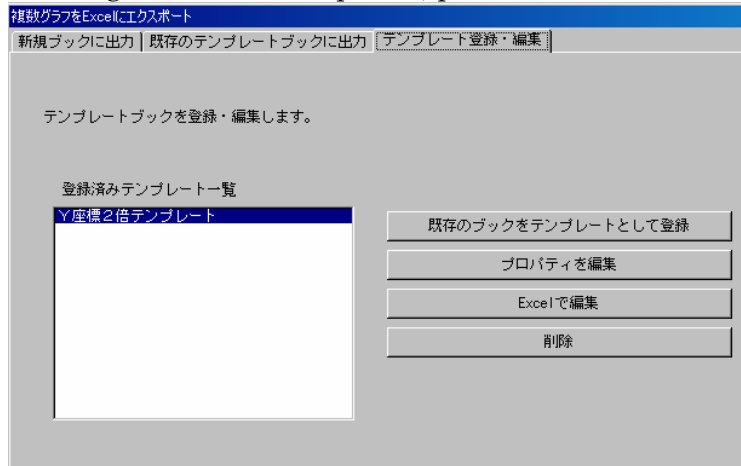 複数グラフをExcelにエクスポート
新規ブックに出力 既存のテンプレートブックに出力 テンプレート登録・編集
テンプレートブックを登録・編集します。
登録済みテンプレート一覧
Y座標2倍テンプレート
既存のブックをテンプレートとして登録
プロパティを編集
Excelで編集
削除